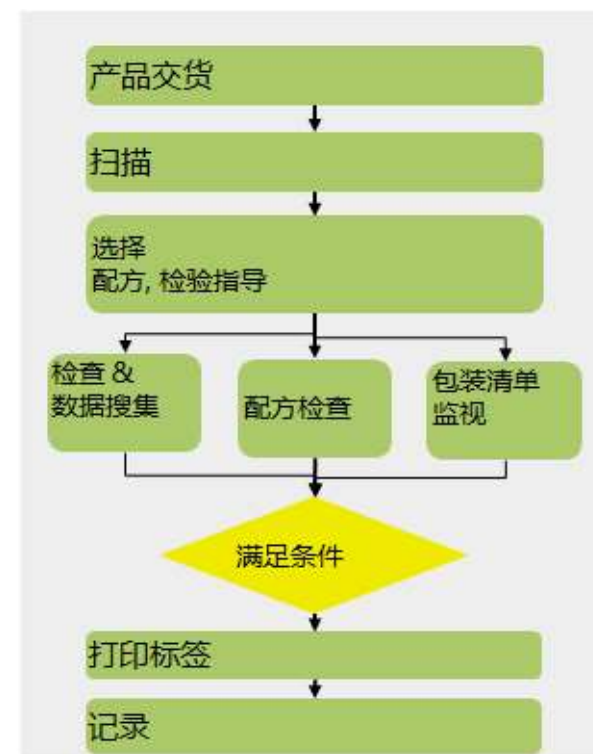 产品交货
扫描
选择
配方, 检验指导
检查 &
数据搜集
配方检查
包装清单
监视
满足条件
打印标签
记录